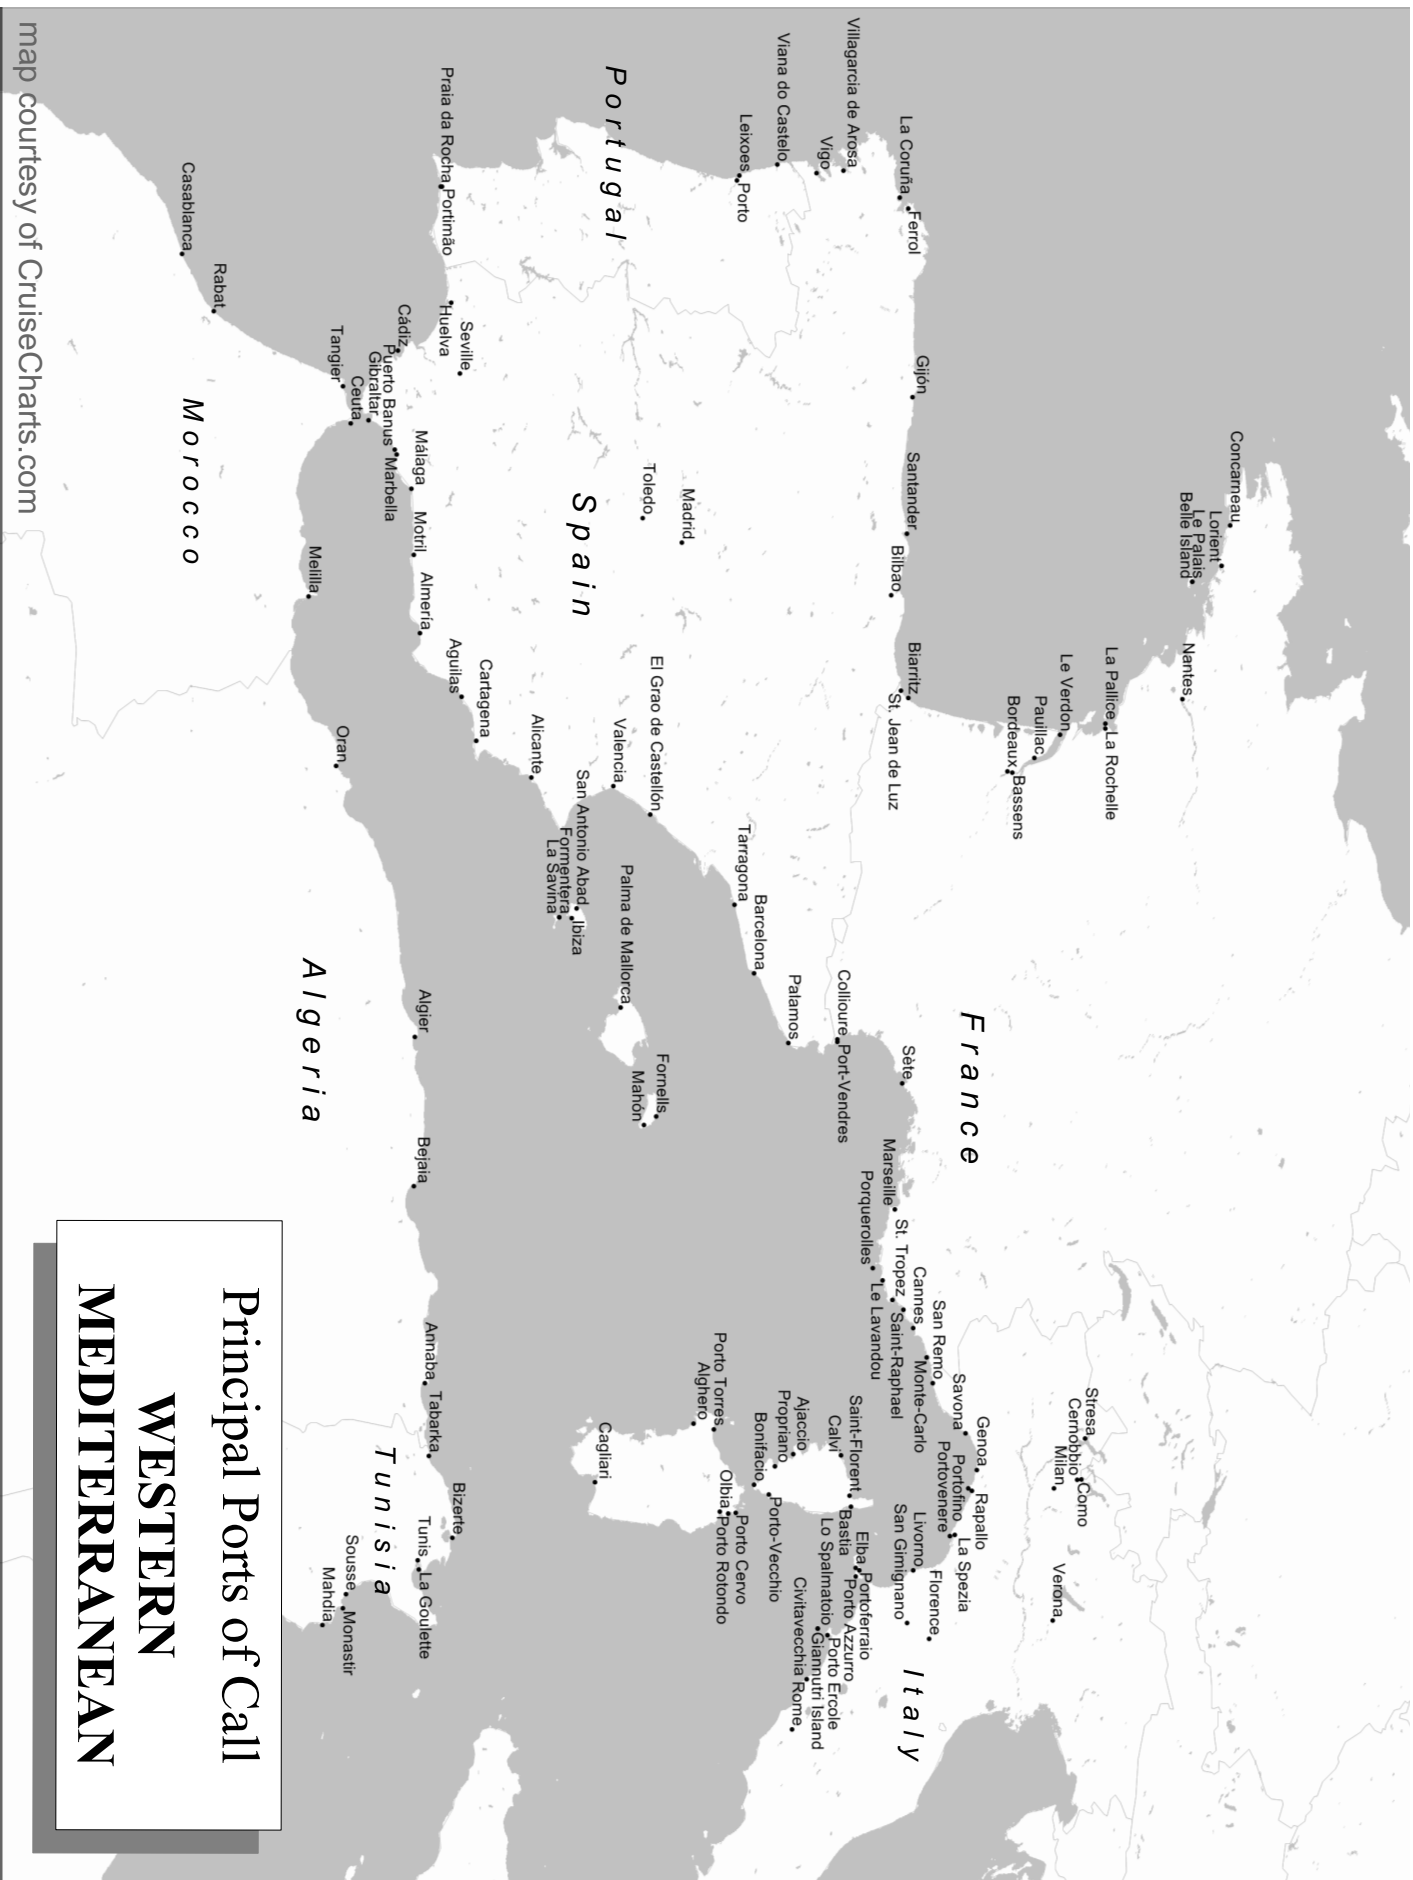 Concarneau
Lorient
Le Palais
Belle Island
Nantes
La Pallice
La Rochelle
Le Verdon
Pauillac
Bordeaux
Bassens
Stresa
Cernobbio
Como
Milan
Verona
France
Villagarcia de Arosa
Viana do Castelo
Vigo
La Coruña
Ferrol
Gijón
Santander
Bilbao
Biarritz
St. Jean de Luz
Collioure
Port-Vendres
Sète
Marseille
Porquerolles
St. Tropez
Le Lavandou
Cannes
Saint-Raphael
San Remo
Monte-Carlo
Savona
Genoa
Portofino
Rapallo
Portovenere
La Spezia
Livorno
San Gimignano
Florence
Italy
Saint-Florent
Calvi
Bastia
Ajaccio
Propriano
Bonifacio
Porto-Vecchio
Elba
Portoferraio
Porto Azzurro
Lo Spalmatoio
Porto Ercole
Giannutri Island
Civitavecchia
Rome
Porto Torres
Alghero
Olbia
Porto Cervo
Porto Rotondo
Cagliari
Leixoes
Porto
Portugal
Madrid
Toledo
Spain
Palamos
Barcelona
Tarragona
El Grao de Castellón
Valencia
San Antonio Abad
Ibiza
Formentera
La Savina
Palma de Mallorca
Fornells
Mahón
Alicante
Cartagena
Aguilas
Almería
Motril
Málaga
Marbella
Puerto Banus
Gibraltar
Ceuta
Tangier
Cádiz
Seville
Huelva
Praia da Rocha
Portimão
Casablanca
Rabat
Morocco
Melilla
Oran
Algier
Algeria
Bejaia
Annaba
Tabarka
Bizerte
Tunis
La Goulette
Tunisia
Sousse
Monastir
Mahdia
Principal Ports of Call
WESTERN
MEDITERRANEAN
map courtesy of CruiseCharts.com